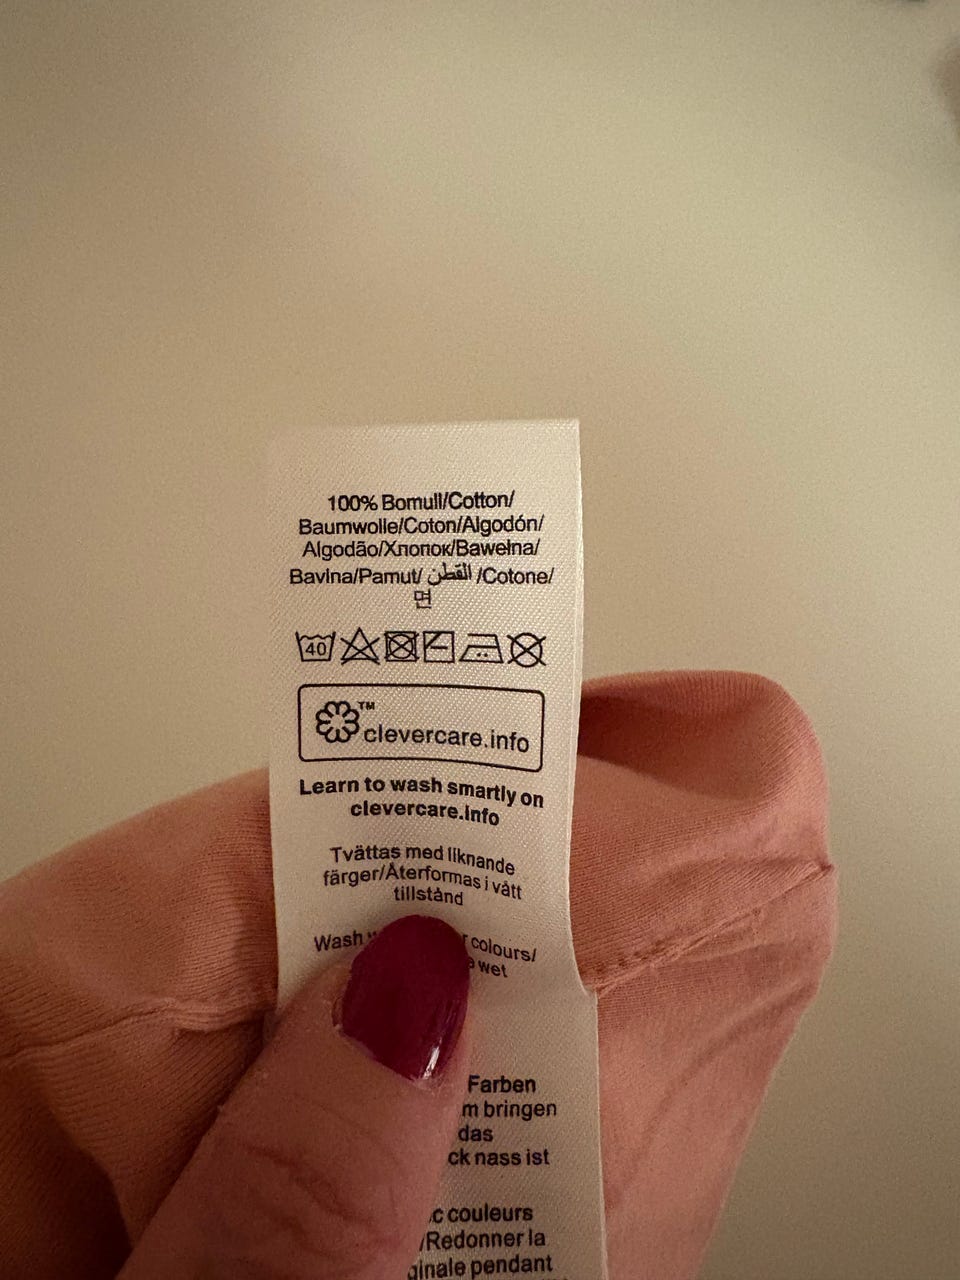 100% Bomull/Cotton/
Baumwolle/Coton/Algodón/
Algodão/Хлопок/Bawełna/
Bavlna/Pamut/ القطن /Cotone/
면
40
™
clevercare.info
Learn to wash smartly on
clevercare.info
Tvättas med liknande
färger/Återformas i vått
tillstånd
Wash colours/
wet
Farben
bringen
das
nass ist
couleurs
/Redonner la
pendant